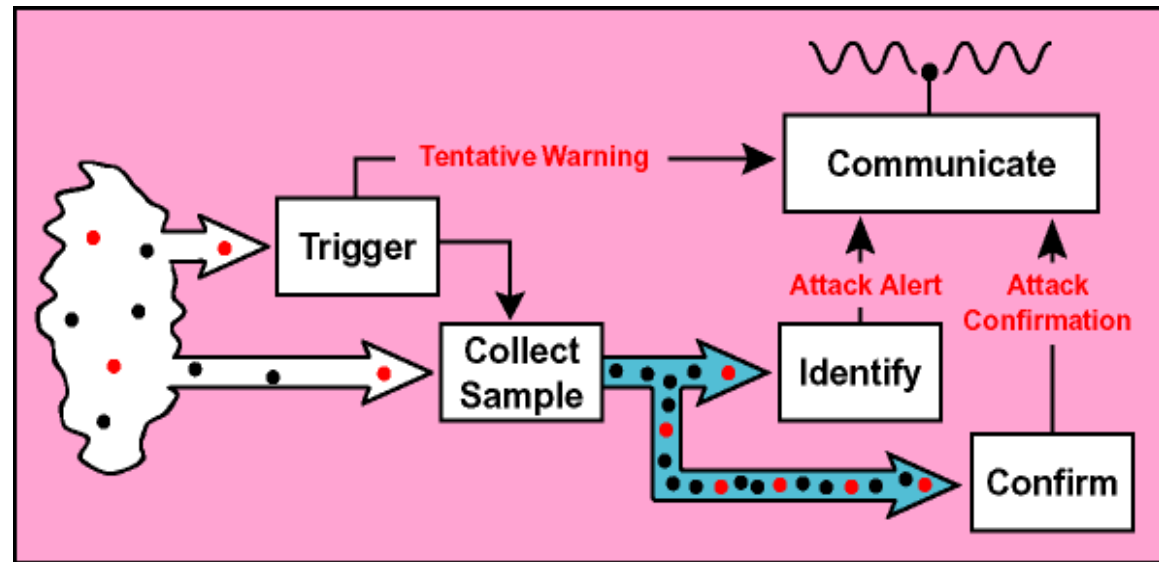 Tentative Warning
Communicate
Trigger
Attack Alert
Attack
Confirmation
Collect
Sample
Identify
Confirm